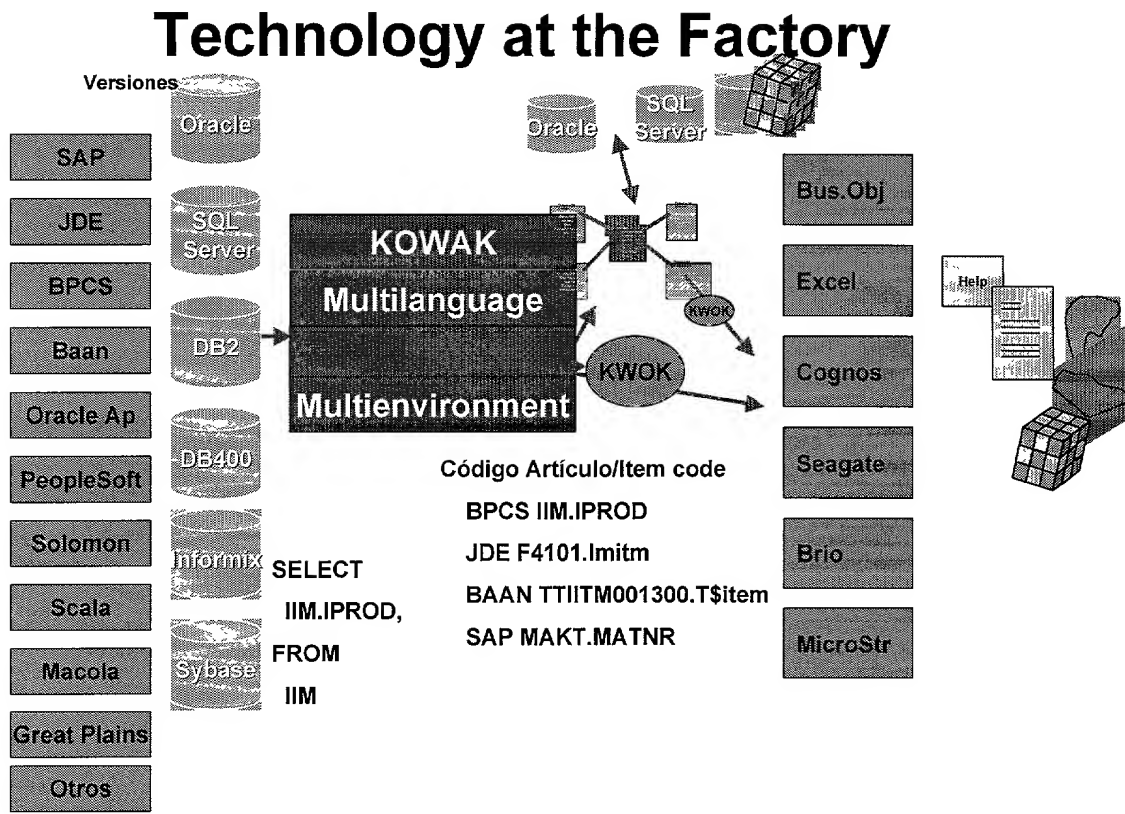 Technology at the Factory
Versiones
SAP
JDE
BPCS
Baan
Oracle Ap
PeopleSoft
Solomon
Scala
Macola
Great Plains
Otros
Oracle
SQL
Server
DB2
DB400
Informix
Sybase
KOWAK
Multilanguage
Multienvironment
SELECT
IIM.IPROD,
FROM
IIM
Oracle
SQL
Server
KWOK
KWOK
Código Artículo/Item code
BPCS IIM.IPROD
JDE F4101.Imitm
BAAN TTIITM001300.T$item
SAP MAKT.MATNR
Bus.Obj
Excel
Cognos
Seagate
Brio
MicroStr
Help